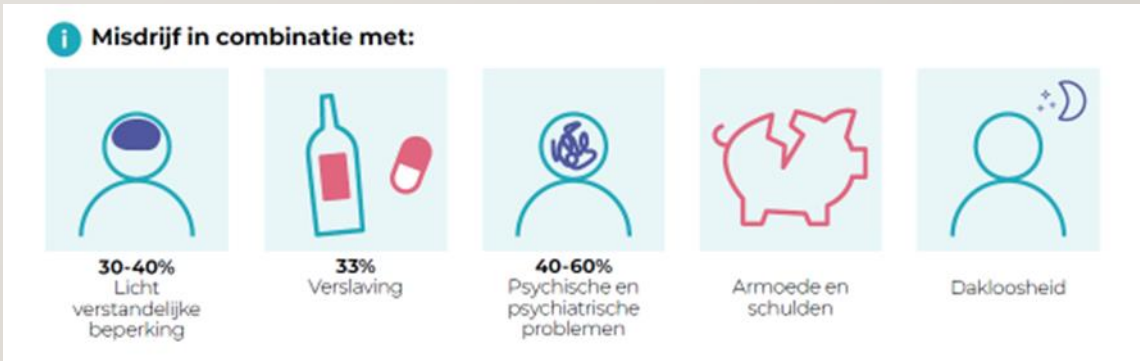 i Misdrijf in combinatie met:
30-40%
Licht
verstandelijke
beperking
33%
Verslaving
40-60%
Psychische en
psychiatrische
problemen
Armoede en
schulden
Dakloosheid